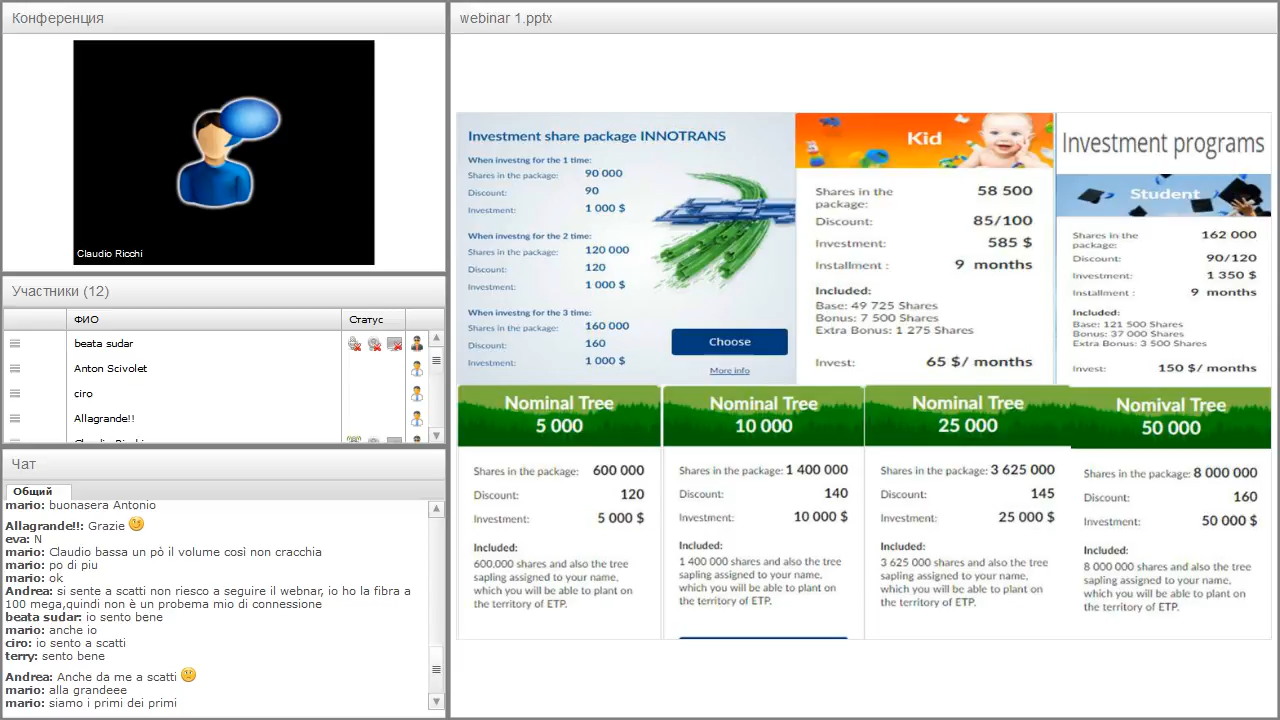 Конференция
Claudio Ricchi
Участники (12)
ФИО
Статус
beata sudar
Anton Scivolet
ciro
Allagrande!!
Чат
Общий
mario: buonasera Antonio
Allagrande!!: Grazie
eva: N
mario: Claudio bassa un pò il volume così non cracchia
mario: po di piu
mario: ok
Andrea: si sente a scatti non riesco a seguire il webnar, io ho la fibra a
100 mega,quindi non è un probema mio di connessione
beata sudar: io sento bene
mario: anche io
ciro: io sento a scatti
terry: sento bene
Andrea: Anche da me a scatti
mario: alla grandeee
mario: siamo i primi dei primi
webinar 1.pptx
Investment share package INNOTRANS
When investng for the 1 time:
Shares in the package: 90 000
Discount: 90
Investment: 1 000 $
When investng for the 2 time:
Shares in the package: 120 000
Discount: 120
Investment: 1 000 $
When investng for the 3 time:
Shares in the package: 160 000
Discount: 160
Investment: 1 000 $
Choose
More info
Kid
Shares in the
package: 58 500
Discount: 85/100
Investment: 585 $
Installment : 9 months
Included:
Base: 49 725 Shares
Bonus: 7 500 Shares
Extra Bonus: 1 275 Shares
Invest: 65 $/ months
Investment programs
Student
Shares in the
package: 162 000
Discount: 90/120
Investment: 1 350 $
Installment : 9 months
Included:
Base: 121 500 Shares
Bonus: 37 000 Shares
Extra Bonus: 3 500 Shares
Invest: 150 $/ months
Nominal Tree
5 000
Shares in the package: 600 000
Discount: 120
Investment: 5 000 $
Included:
600.000 shares and also the tree
sapling assigned to your name,
which you will be able to plant on
the territory of ETP.
Nominal Tree
10 000
Shares in the package: 1 400 000
Discount: 140
Investment: 10 000 $
Included:
1 400 000 shares and also the tree
sapling assigned to your name,
which you will be able to plant on
the territory of ETP.
Nominal Tree
25 000
Shares in the package: 3 625 000
Discount: 145
Investment: 25 000 $
Included:
3 625 000 shares and also the tree
sapling assigned to your name,
which you will be able to plant on
the territory of ETP.
Nomival Tree
50 000
Shares in the package: 8 000 000
Discount: 160
Investment: 50 000 $
Included:
8 000 000 shares and also the tree
sapling assigned to your name,
which you will be able to plant on
the territory of ETP.